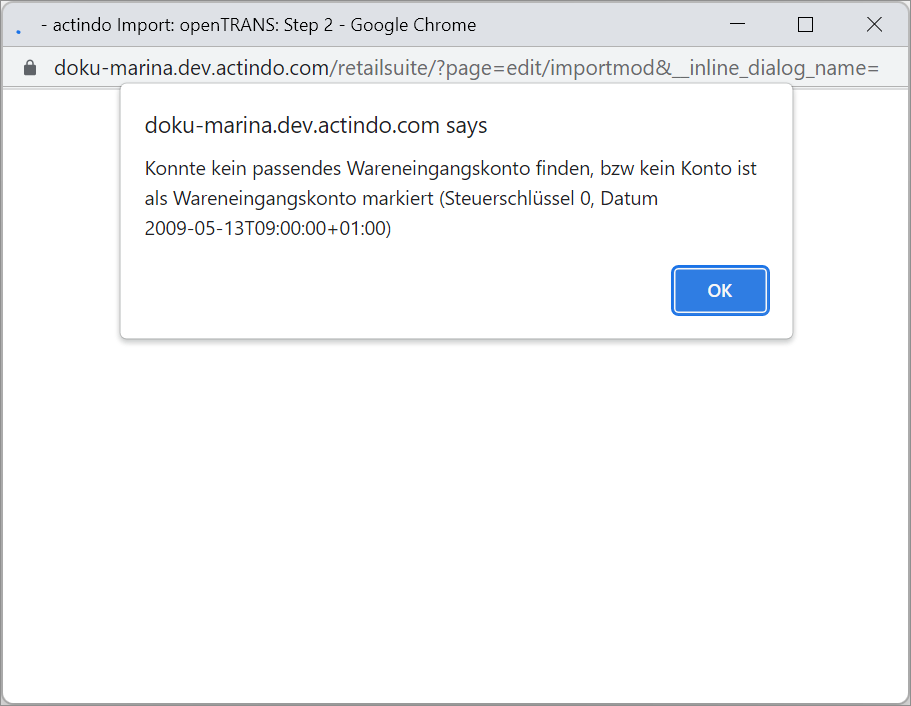 - actindo Import: openTRANS: Step 2 - Google Chrome
doku-marina.dev.actindo.com/retailsuite/?page=edit/importmod&__inline_dialog_name=
doku-marina.dev.actindo.com says
Konnte kein passendes Wareneingangskonto finden, bzw kein Konto ist
als Wareneingangskonto markiert (Steuerschlüssel 0, Datum
2009-05-13T09:00:00+01:00)
OK